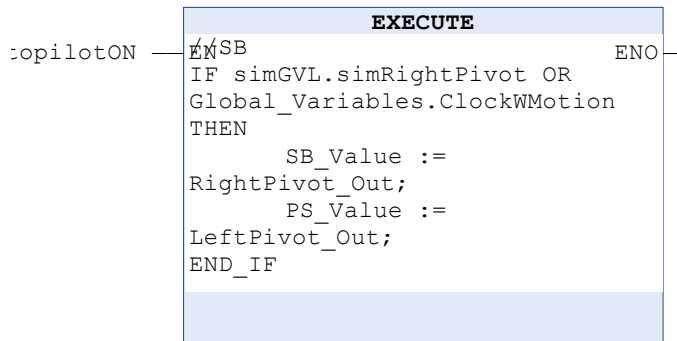 EXECUTE
//SB
copilotON EN ENO
IF simGVL.simRightPivot OR
Global_Variables.ClockWMotion
THEN
SB_Value :=
RightPivot_Out;
PS_Value :=
LeftPivot_Out;
END_IF